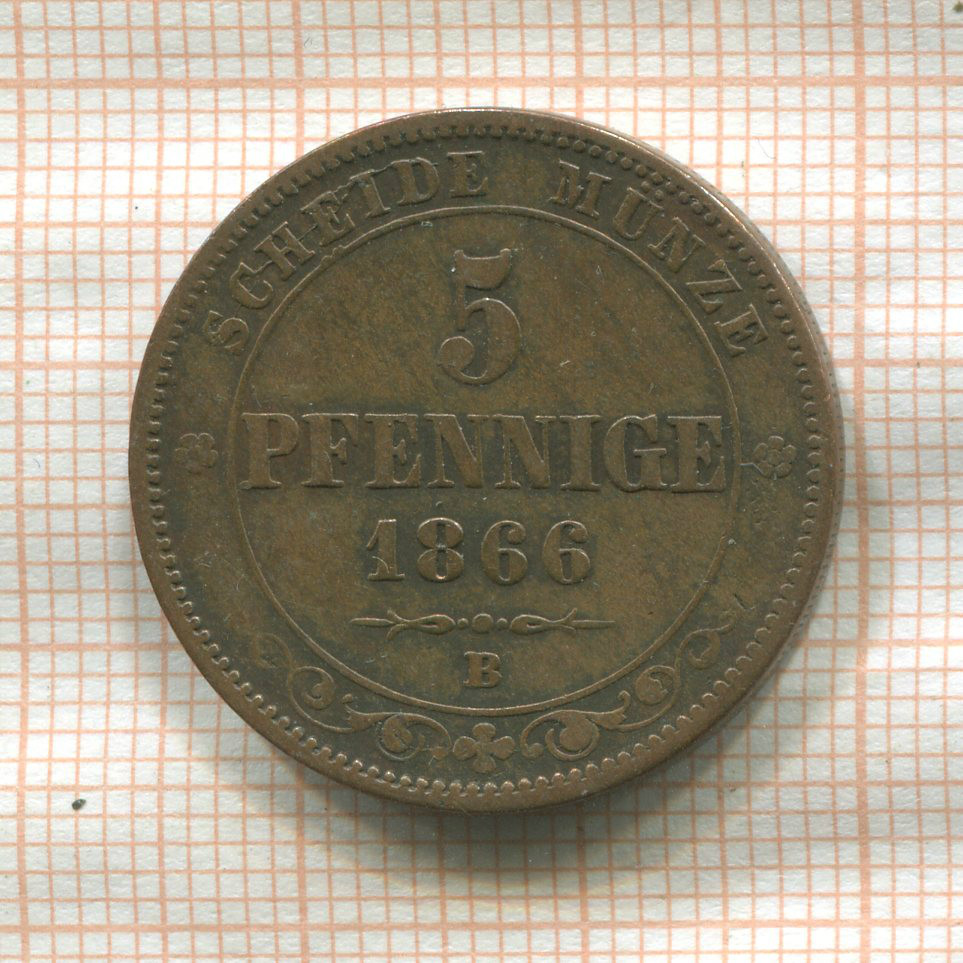 SCHEIDE MÜNZE
5
PFENNIGE
1866
B